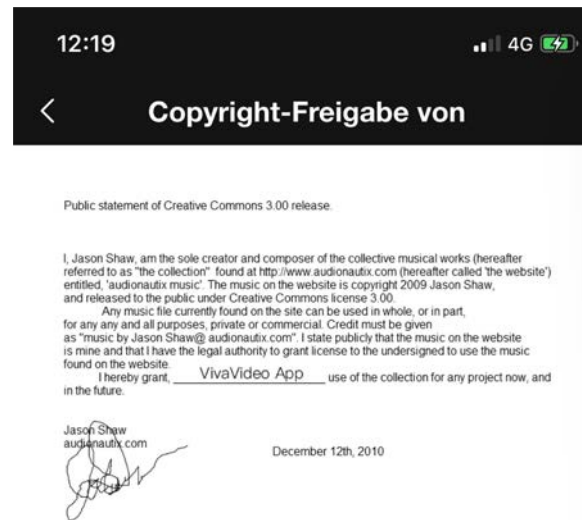 12:19
4G
Copyright-Freigabe von
Public statement of Creative Commons 3.00 release.
I, Jason Shaw, am the sole creator and composer of the collective musical works (hereafter
referred to as "the collection" found at http://www.audionautix.com (hereafter called 'the website')
entitled, 'audionautix music'. The music on the website is copyright 2009 Jason Shaw,
and released to the public under Creative Commons license 3.00.
Any music file currently found on the site can be used in whole, or in part,
for any any and all purposes, private or commercial. Credit must be given
as "music by Jason Shaw@ audionautix.com". I state publicly that the music on the website
is mine and that I have the legal authority to grant license to the undersigned to use the music
found on the website.
I hereby grant, VivaVideo App use of the collection for any project now, and
in the future.
Jason Shaw
audionautix.com
December 12th, 2010